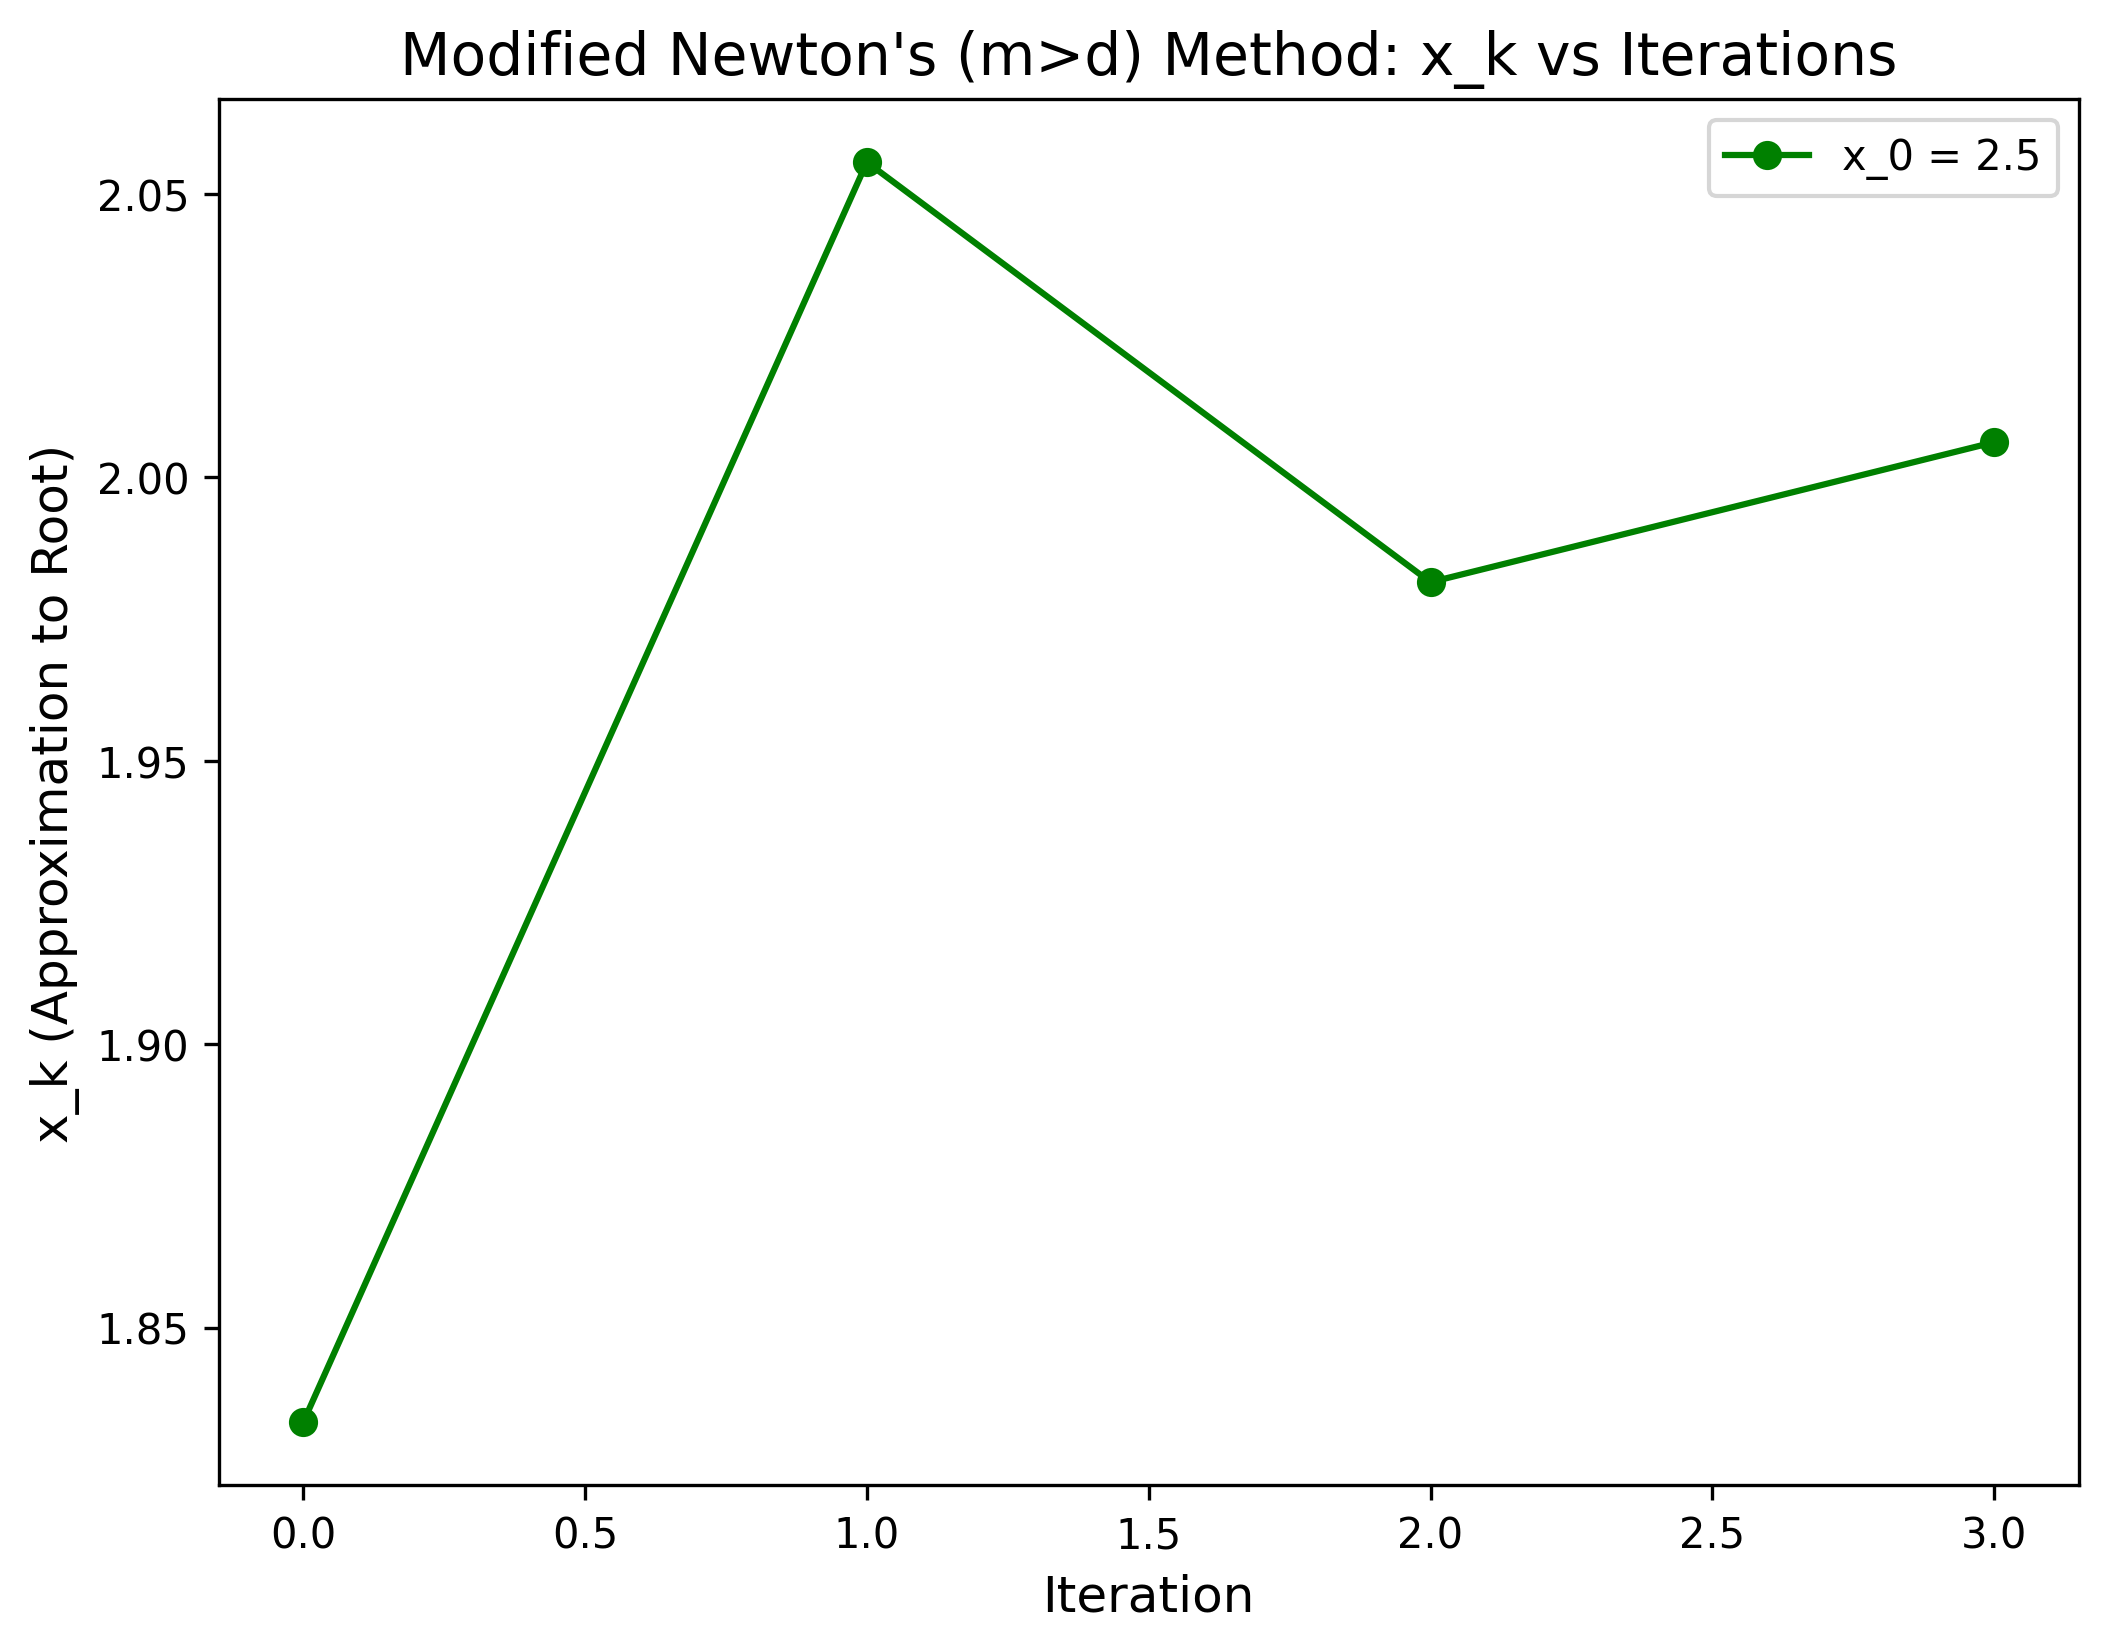 Modified Newton's (m>d) Method: x_k vs Iterations
x_0 = 2.5
x_k (Approximation to Root)
2.05
2.00
1.95
1.90
1.85
0.0 0.5 1.0 1.5 2.0 2.5 3.0
Iteration